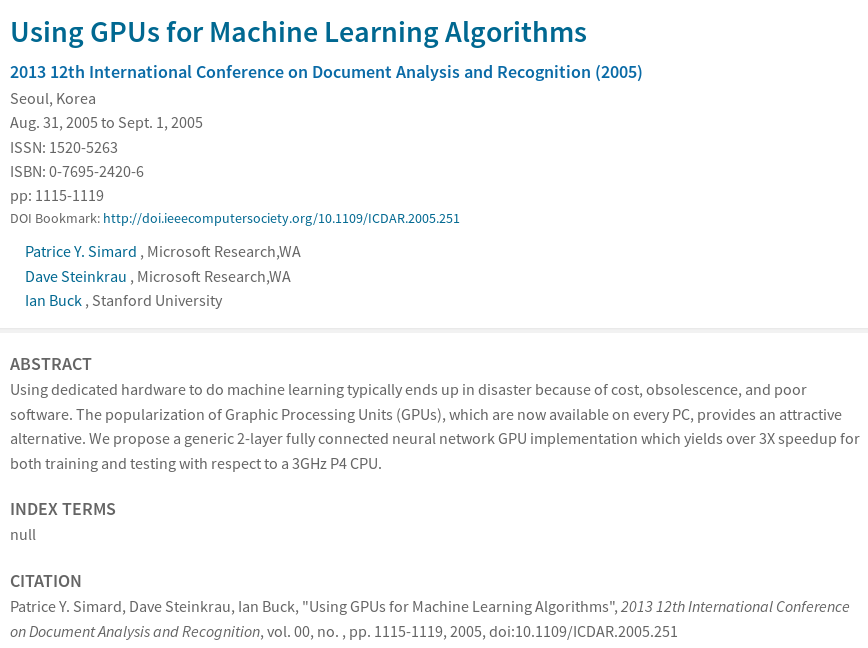 Using GPUs for Machine Learning Algorithms
2013 12th International Conference on Document Analysis and Recognition (2005)
Seoul, Korea
Aug. 31, 2005 to Sept. 1, 2005
ISSN: 1520-5263
ISBN: 0-7695-2420-6
pp: 1115-1119
DOI Bookmark: http://doi.ieeecomputersociety.org/10.1109/ICDAR.2005.251
Patrice Y. Simard , Microsoft Research,WA
Dave Steinkrau , Microsoft Research,WA
Ian Buck , Stanford University
ABSTRACT
Using dedicated hardware to do machine learning typically ends up in disaster because of cost, obsolescence, and poor
software. The popularization of Graphic Processing Units (GPUs), which are now available on every PC, provides an attractive
alternative. We propose a generic 2-layer fully connected neural network GPU implementation which yields over 3X speedup for
both training and testing with respect to a 3GHz P4 CPU.
INDEX TERMS
null
CITATION
Patrice Y. Simard, Dave Steinkrau, Ian Buck, "Using GPUs for Machine Learning Algorithms", 2013 12th International Conference
on Document Analysis and Recognition, vol. 00, no. , pp. 1115-1119, 2005, doi:10.1109/ICDAR.2005.251